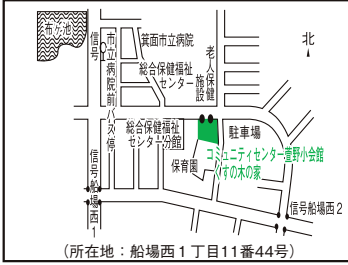 布ケ池
信号
市立病院前バス停
箕面市立病院
総合保健福祉
センター
老人保健
施設
北
総合保健福祉
センター分館
駐車場
コミュニティセンター萱野小会館
くすの木の家
保育園
信号船場西1
信号船場西2
(所在地：船場西1丁目11番44号)